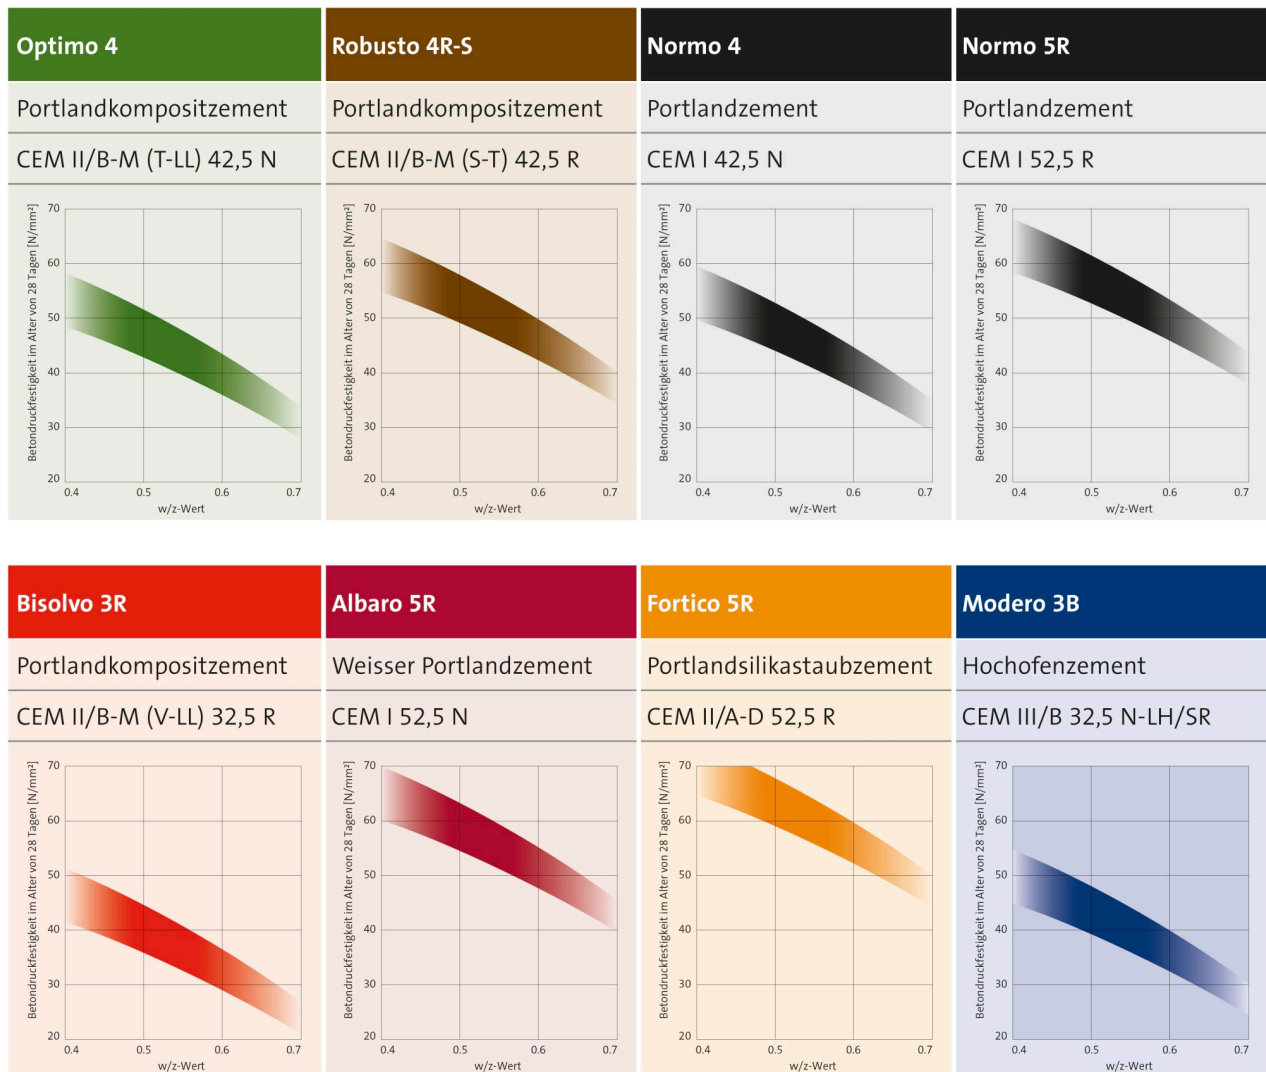 Optimo 4
Portlandkompositzement
CEM II/B-M (T-LL) 42,5 N
Betondruckfestigkeit im Alter von 28 Tagen [N/mm²]
70
60
50
40
30
20
0.4 0.5 0.6 0.7
w/z-Wert
Robusto 4R-S
Portlandkompositzement
CEM II/B-M (S-T) 42,5 R
Betondruckfestigkeit im Alter von 28 Tagen [N/mm²]
70
60
50
40
30
20
0.4 0.5 0.6 0.7
w/z-Wert
Normo 4
Portlandzement
CEM I 42,5 N
Betondruckfestigkeit im Alter von 28 Tagen [N/mm²]
70
60
50
40
30
20
0.4 0.5 0.6 0.7
w/z-Wert
Normo 5R
Portlandzement
CEM I 52,5 R
Betondruckfestigkeit im Alter von 28 Tagen [N/mm²]
70
60
50
40
30
20
0.4 0.5 0.6 0.7
w/z-Wert
Bisolvo 3R
Portlandkompositzement
CEM II/B-M (V-LL) 32,5 R
Betondruckfestigkeit im Alter von 28 Tagen [N/mm²]
70
60
50
40
30
20
0.4 0.5 0.6 0.7
w/z-Wert
Albaro 5R
Weisser Portlandzement
CEM I 52,5 N
Betondruckfestigkeit im Alter von 28 Tagen [N/mm²]
70
60
50
40
30
20
0.4 0.5 0.6 0.7
w/z-Wert
Fortico 5R
Portlandsilikastaubzement
CEM II/A-D 52,5 R
Betondruckfestigkeit im Alter von 28 Tagen [N/mm²]
70
60
50
40
30
20
0.4 0.5 0.6 0.7
w/z-Wert
Modero 3B
Hochofenzement
CEM III/B 32,5 N-LH/SR
Betondruckfestigkeit im Alter von 28 Tagen [N/mm²]
70
60
50
40
30
20
0.4 0.5 0.6 0.7
w/z-Wert